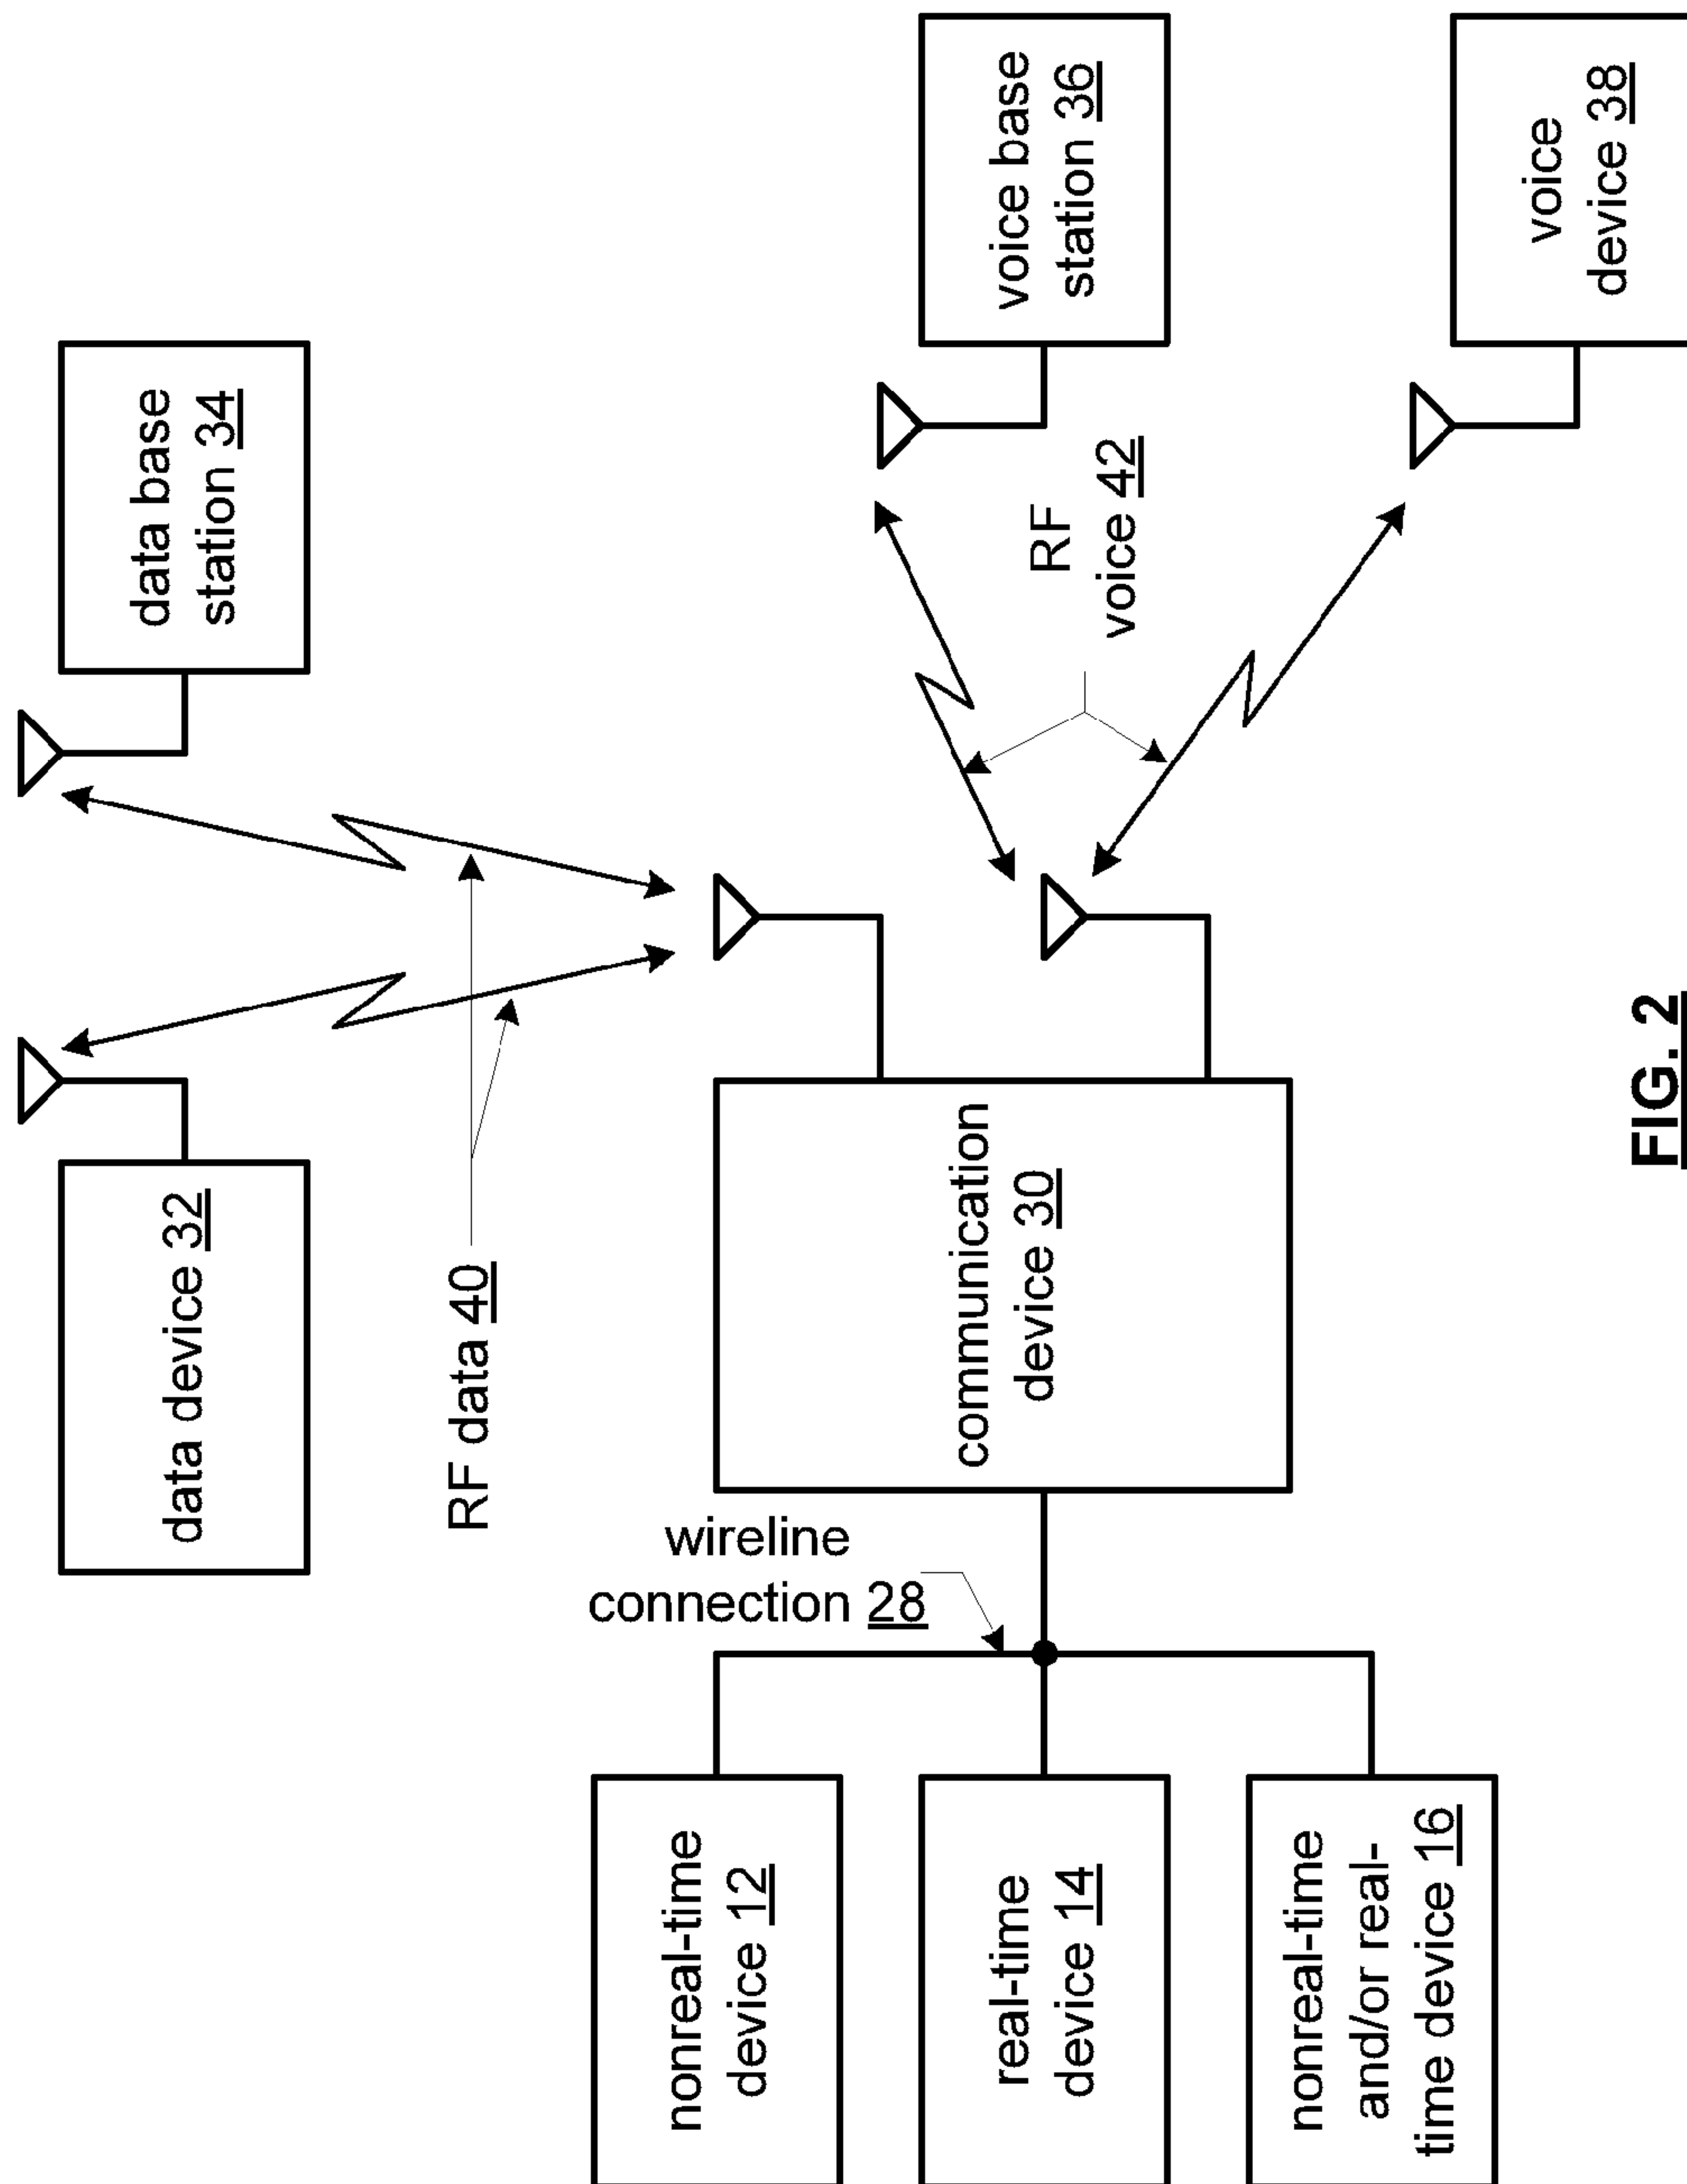 data device 32
data base
station 34
RF data 40
wireline
connection 28
nonreal-time
device 12
communication
device 30
voice base
station 36
RF
voice 42
real-time
device 14
nonreal-time
and/or real-
time device 16
voice
device 38
FIG. 2